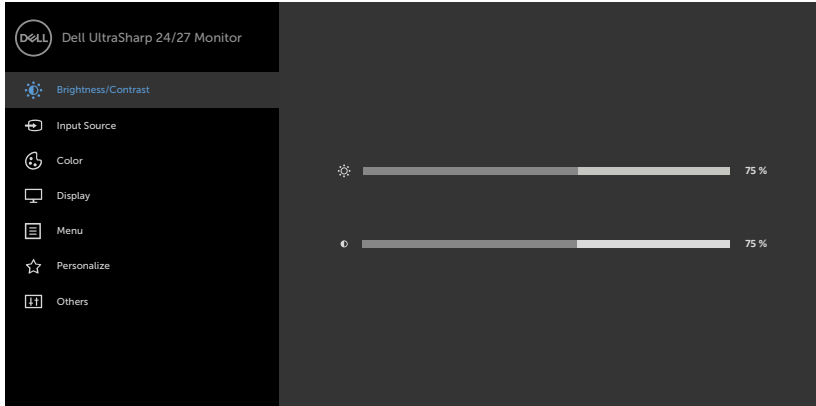 DELL
Dell UltraSharp 24/27 Monitor
Brightness/Contrast
Input Source
Color
75 %
Display
Menu
75 %
Personalize
Others